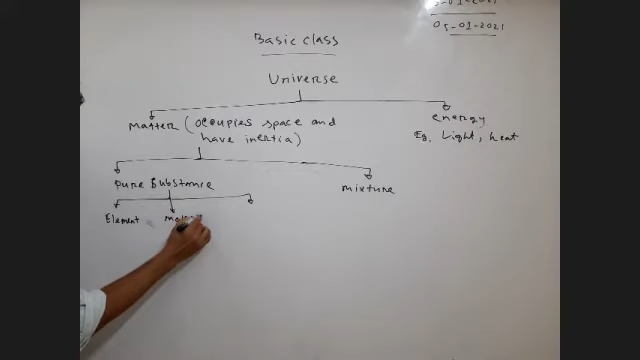 05-01-2021
Basic class
Universe
Matter (occupies space and
have inertia)
energy
Eg. Light, heat
Pure Substance
mixture
Element